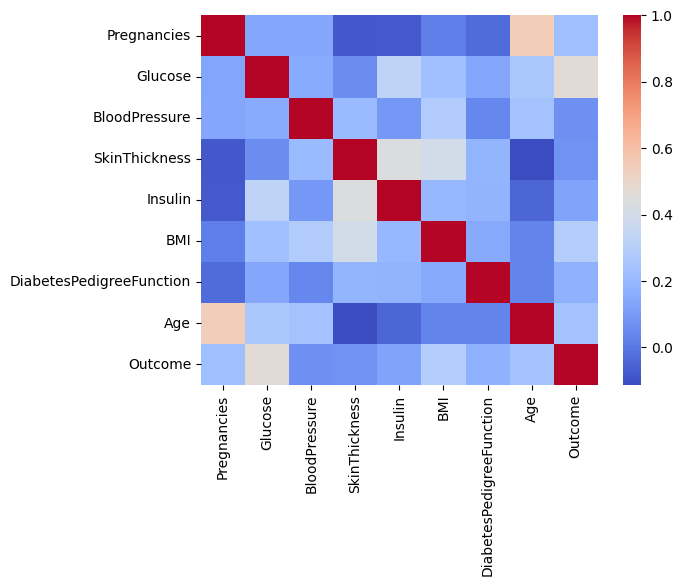 Pregnancies
Glucose
BloodPressure
SkinThickness
Insulin
BMI
DiabetesPedigreeFunction
Age
Outcome
Pregnancies
Glucose
BloodPressure
SkinThickness
Insulin
BMI
DiabetesPedigreeFunction
Age
Outcome
1.0
0.8
0.6
0.4
0.2
0.0